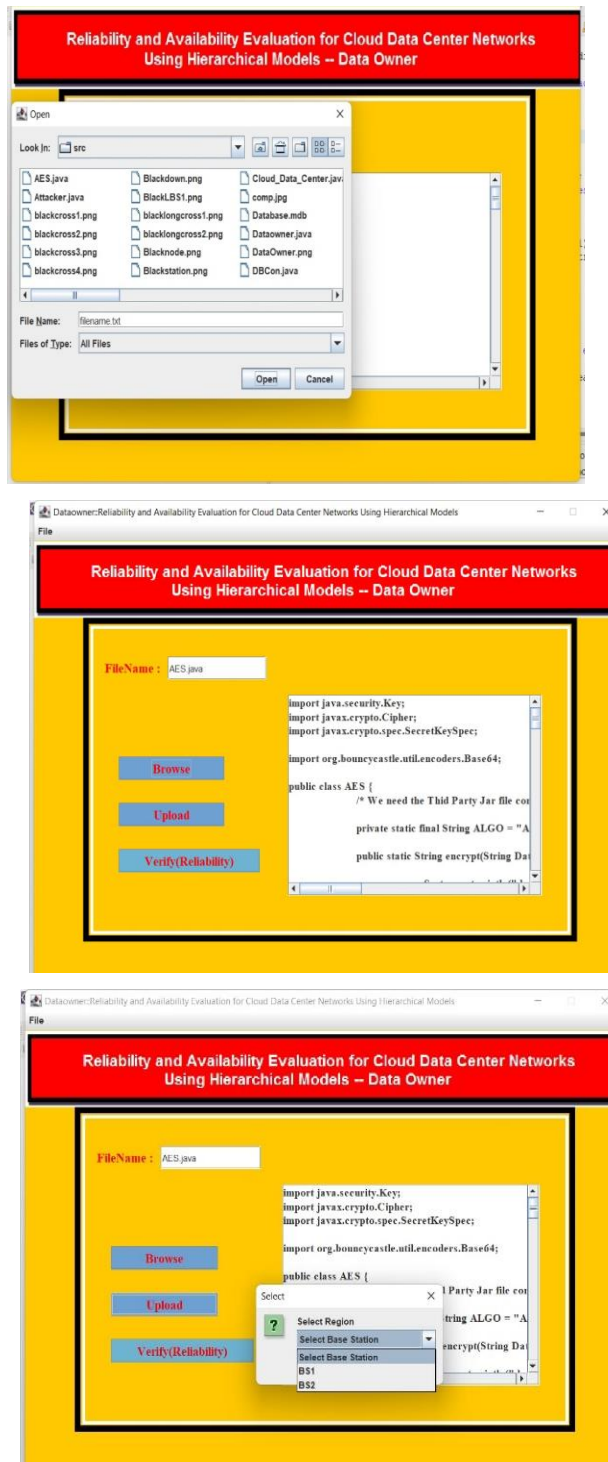 Reliability and Availability Evaluation for Cloud Data Center Networks
Using Hierarchical Models -- Data Owner
Open
Look In: src
AES.java Blackdown.png Cloud_Data_Center.jav
Attacker.java BlackLBS1.png comp.jpg
blackcross1.png blacklongcross1.png Database.mdb
blackcross2.png blacklongcross2.png Dataowner.java
blackcross3.png Blacknode.png DataOwner.png
blackcross4.png Blackstation.png DBCon.java
File Name: filename.txt
Files of Type: All Files
Open Cancel
Dataowner::Reliability and Availability Evaluation for Cloud Data Center Networks Using Hierarchical Models
File
Reliability and Availability Evaluation for Cloud Data Center Networks
Using Hierarchical Models -- Data Owner
FileName : AES.java
import java.security.Key;
import javax.crypto.Cipher;
import javax.crypto.spec.SecretKeySpec;
import org.bouncycastle.util.encoders.Base64;
public class AES {
/* We need the Thid Party Jar file con
private static final String ALGO = "A
public static String encrypt(String Dat
Browse
Upload
Verify(Reliability)
Dataowner::Reliability and Availability Evaluation for Cloud Data Center Networks Using Hierarchical Models
File
Reliability and Availability Evaluation for Cloud Data Center Networks
Using Hierarchical Models -- Data Owner
FileName : AES.java
import java.security.Key;
import javax.crypto.Cipher;
import javax.crypto.spec.SecretKeySpec;
import org.bouncycastle.util.encoders.Base64;
public class AES {
l Party Jar file con
tring ALGO = "A
encrypt(String Dat
Browse
Upload
Verify(Reliability)
Select
?
Select Region
Select Base Station
Select Base Station
BS1
BS2